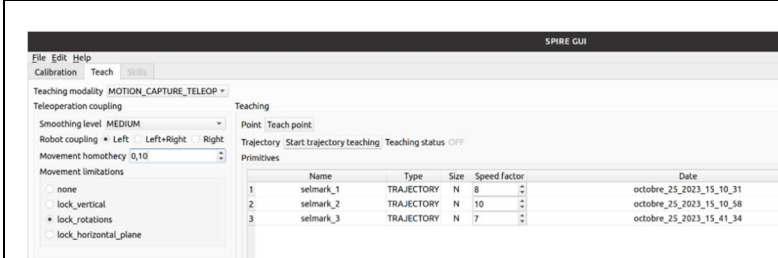 SPIRE GUI
File Edit Help
Calibration Teach Skills
Teaching modality MOTION_CAPTURE_TELEOP
Teleoperation coupling
Smoothing level MEDIUM
Robot coupling Left Left+Right Right
Movement homothecy 0,10
Movement limitations
none
lock_vertical
lock_rotations
lock_horizontal_plane
Teaching
Point Teach point
Trajectory Start trajectory teaching Teaching status OFF
Primitives
Name Type Size Speed factor Date
1 selmark_1 TRAJECTORY N 8 octobre_25_2023_15_10_31
2 selmark_2 TRAJECTORY N 10 octobre_25_2023_15_10_58
3 selmark_3 TRAJECTORY N 7 octobre_25_2023_15_41_34